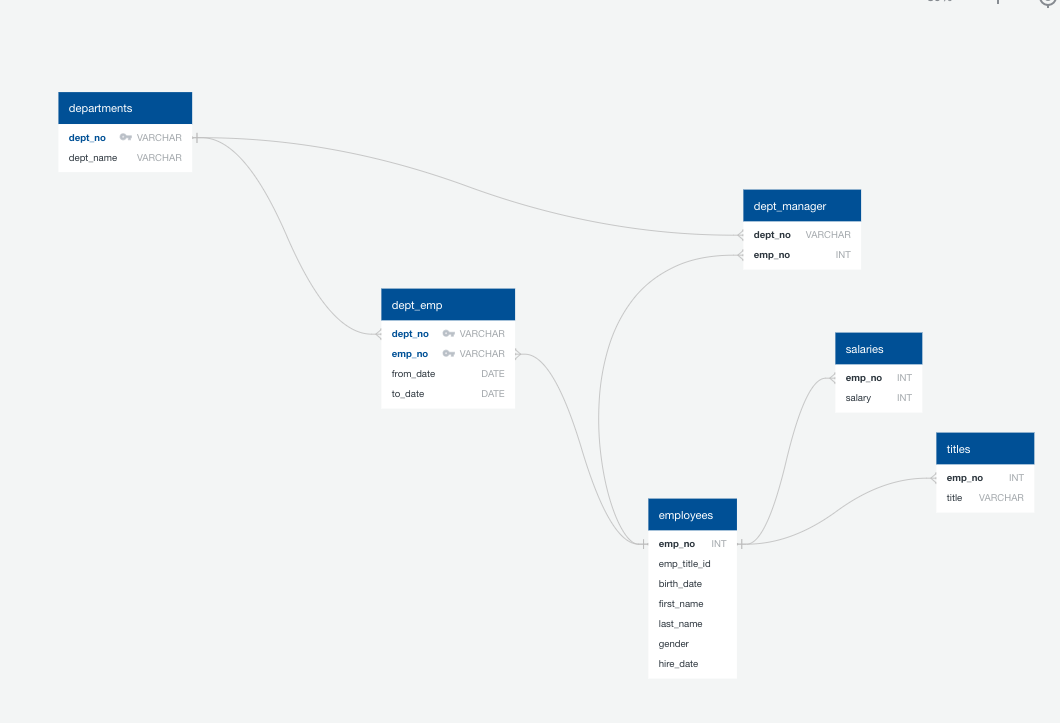 departments
dept_no VARCHAR
dept_name VARCHAR
dept_manager
dept_no VARCHAR
emp_no INT
dept_emp
dept_no VARCHAR
emp_no VARCHAR
from_date DATE
to_date DATE
salaries
emp_no INT
salary INT
titles
emp_no INT
title VARCHAR
employees
emp_no INT
emp_title_id
birth_date
first_name
last_name
gender
hire_date